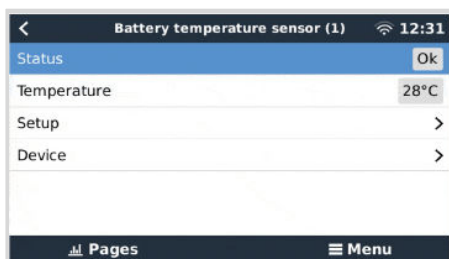 Battery temperature sensor (1) 12:31
Status Ok
Temperature 28°C
Setup
Device
Pages Menu